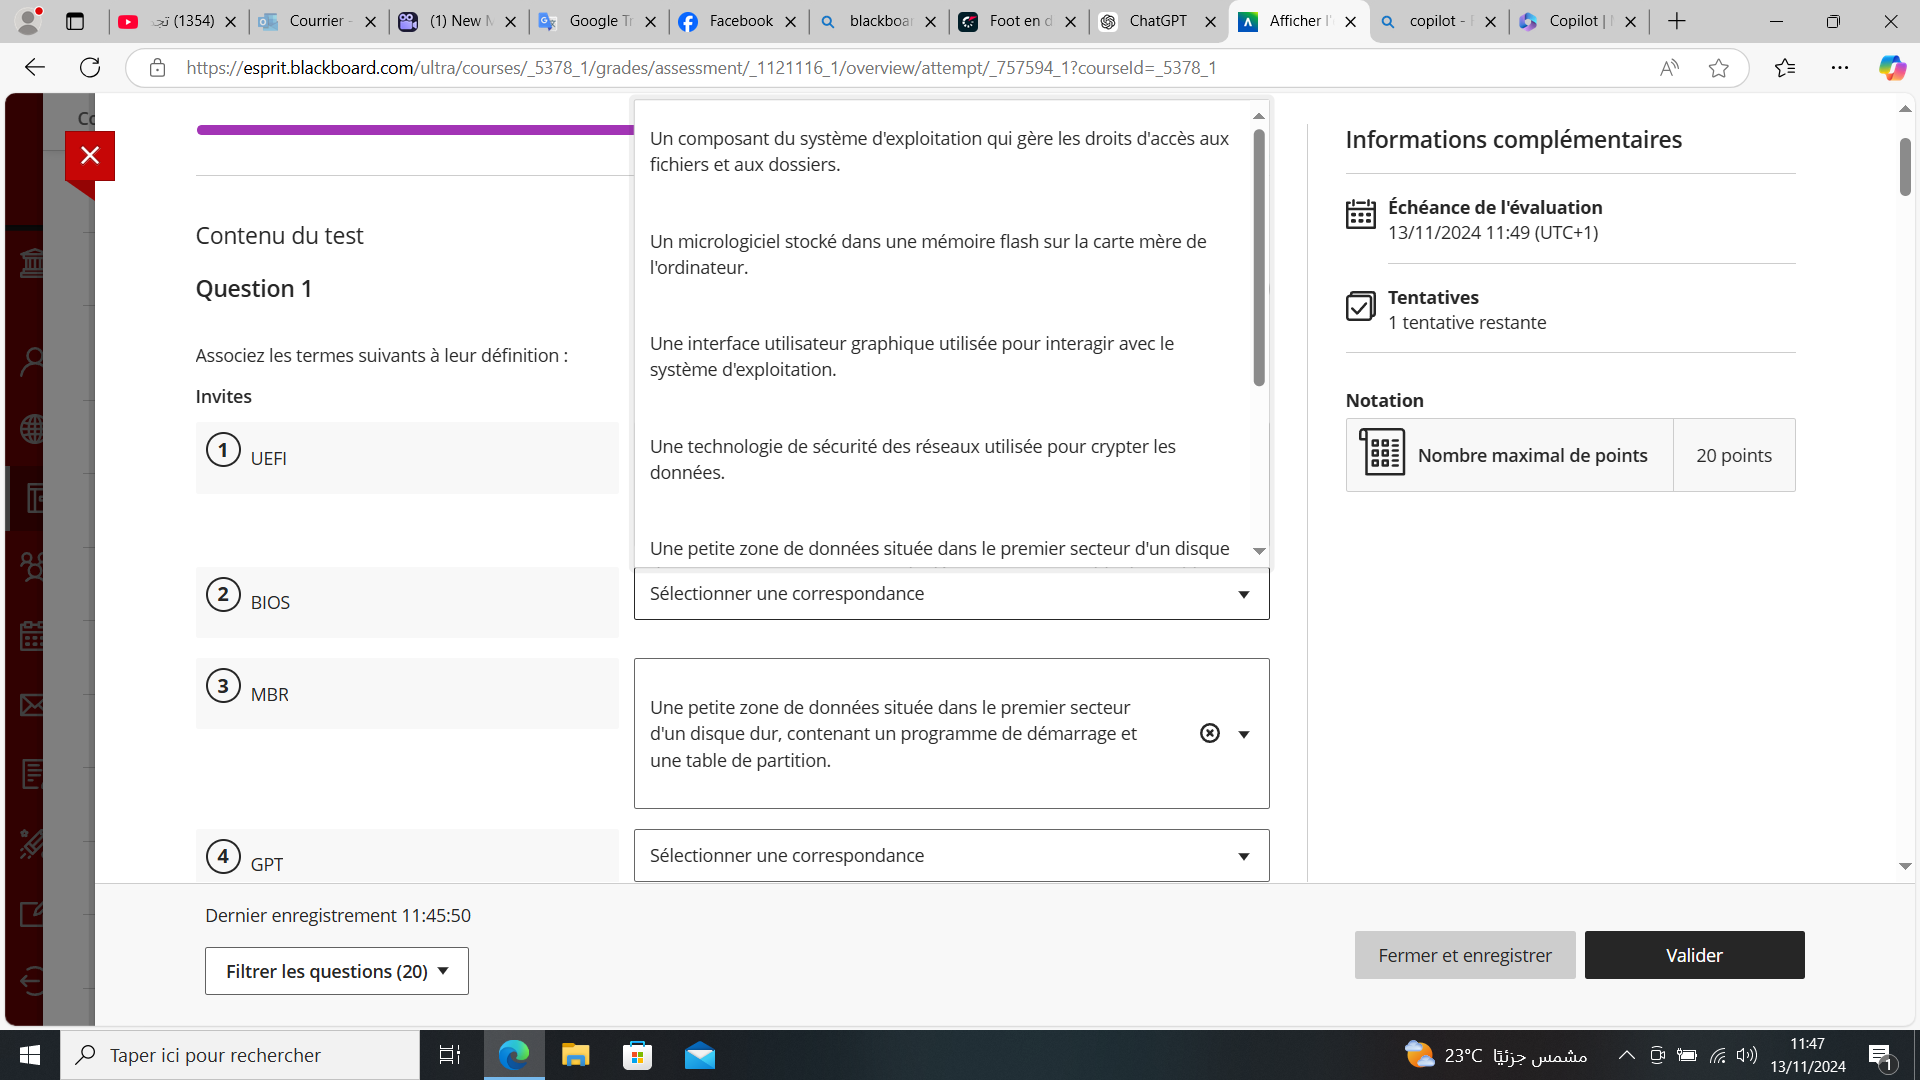 (1354) تجـ
Courrier -
(1) New M
Google Tr
Facebook
blackboar
Foot en d
ChatGPT
Afficher l'
copilot -
Copilot |
https://esprit.blackboard.com/ultra/courses/_5378_1/grades/assessment/_1121116_1/overview/attempt/_757594_1?courseId=_5378_1
Contenu du test
Question 1
Associez les termes suivants à leur définition :
Invites
1 UEFI
2 BIOS
3 MBR
4 GPT
Un composant du système d'exploitation qui gère les droits d'accès aux
fichiers et aux dossiers.
Un micrologiciel stocké dans une mémoire flash sur la carte mère de
l'ordinateur.
Une interface utilisateur graphique utilisée pour interagir avec le
système d'exploitation.
Une technologie de sécurité des réseaux utilisée pour crypter les
données.
Une petite zone de données située dans le premier secteur d'un disque
Sélectionner une correspondance
Une petite zone de données située dans le premier secteur
d'un disque dur, contenant un programme de démarrage et
une table de partition.
Sélectionner une correspondance
Informations complémentaires
Échéance de l'évaluation
13/11/2024 11:49 (UTC+1)
Tentatives
1 tentative restante
Notation
Nombre maximal de points
20 points
Dernier enregistrement 11:45:50
Filtrer les questions (20)
Fermer et enregistrer
Valider
Taper ici pour rechercher
23°C مشمس جزئيًا
11:47
13/11/2024
1